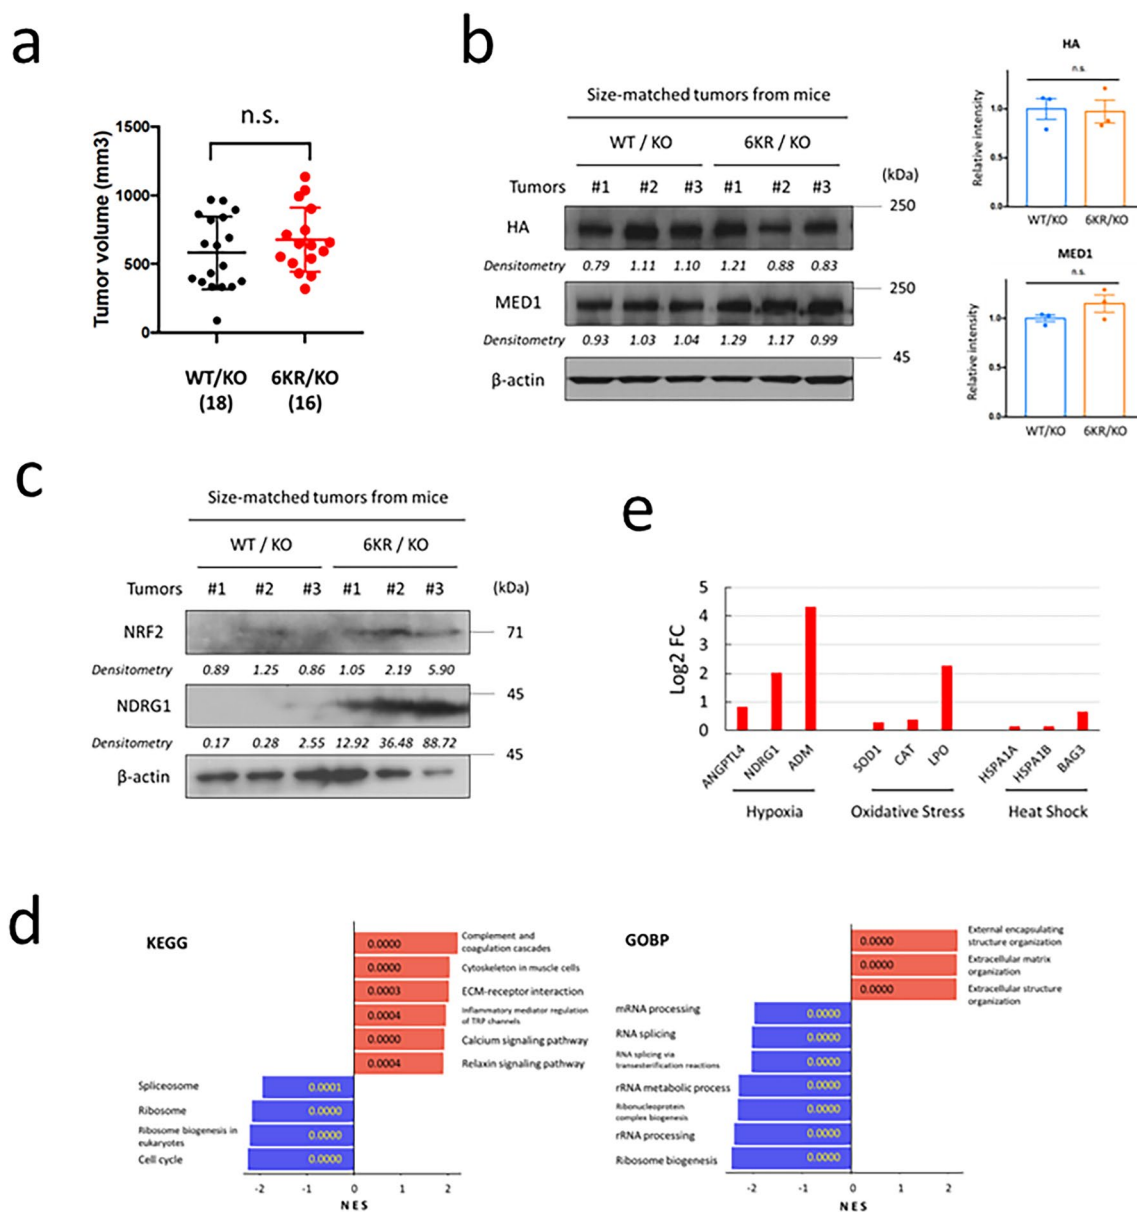 a
n.s.
Tumor volume (mm3)
1500
1000
500
0
WT/KO
(18)
6KR/KO
(16)
b
Size-matched tumors from mice
WT / KO
6KR / KO
Tumors #1 #2 #3 #1 #2 #3
(kDa)
250
HA
Densitometry 0.79 1.11 1.10 1.21 0.88 0.83
250
MED1
Densitometry 0.93 1.03 1.04 1.29 1.17 0.99
45
β-actin
HA
n.s.
Relative intensity
1.0
0.5
0.0
WT/KO 6KR/KO
MED1
n.s.
Relative intensity
1.0
0.5
0.0
WT/KO 6KR/KO
c
Size-matched tumors from mice
WT / KO
6KR / KO
Tumors #1 #2 #3 #1 #2 #3
(kDa)
NRF2
71
Densitometry 0.89 1.25 0.86 1.05 2.19 5.90
45
NDRG1
Densitometry 0.17 0.28 2.55 12.92 36.48 88.72
45
β-actin
e
Log2 FC
5
4
3
2
1
0
ANGPTL4
NDRG1
ADM
SOD1
CAT
LPO
HSPA1A
HSPA1B
BAG3
Hypoxia
Oxidative Stress
Heat Shock
d
KEGG
0.0000 Complement and
coagulation cascades
0.0000 Cytoskeleton in muscle cells
0.0003 ECM-receptor interaction
0.0004 Inflammatory mediator regulation
of TRP channels
0.0000 Calcium signaling pathway
0.0004 Relaxin signaling pathway
Spliceosome 0.0001
Ribosome 0.0000
Ribosome biogenesis in
eukaryotes 0.0000
Cell cycle 0.0000
-2 -1 0 1 2
NES
GOBP
0.0000 External encapsulating
structure organization
0.0000 Extracellular matrix
organization
0.0000 Extracellular structure
organization
mRNA processing 0.0000
RNA splicing 0.0000
RNA splicing via
transesterification reactions 0.0000
rRNA metabolic process 0.0000
Ribonucleoprotein
complex biogenesis 0.0000
rRNA processing 0.0000
Ribosome biogenesis 0.0000
-2 -1 0 1 2
NES